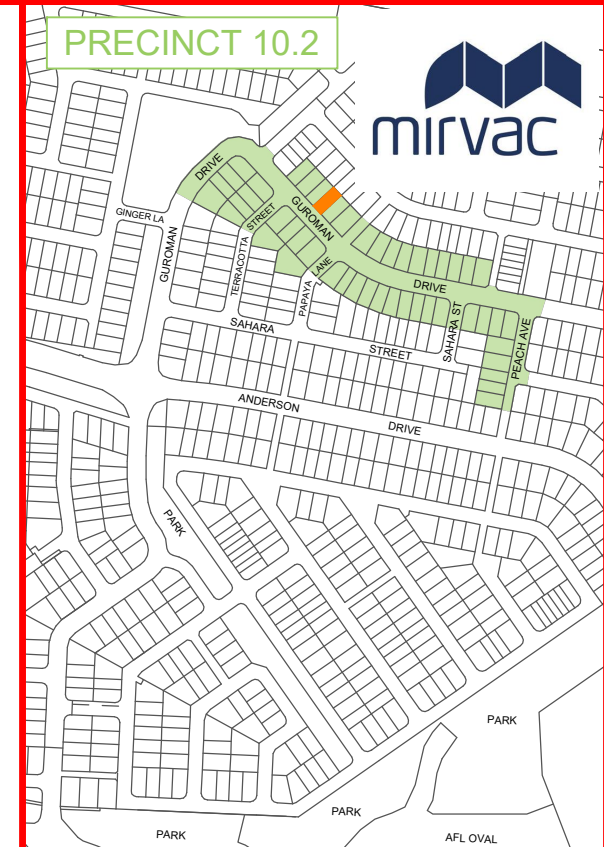 PRECINCT 10.2
mirvac
DRIVE
GINGER LA
GUROMAN
STREET
TERRACOTTA
GUROMAN
LANE
PAPAYA
DRIVE
SAHARA
STREET
SAHARA ST
PEACH AVE
ANDERSON
DRIVE
PARK
PARK
PARK
PARK
AFL OVAL